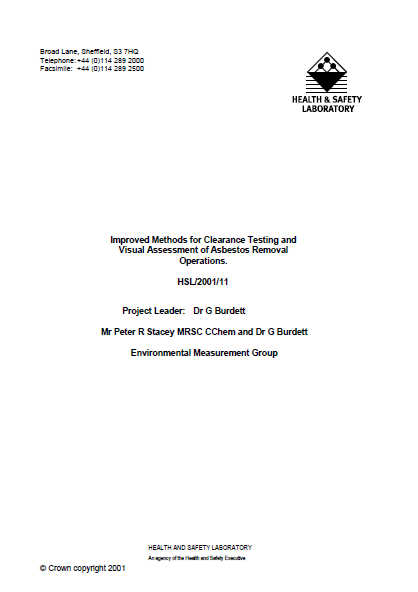 Broad Lane, Sheffield, S3 7HQ
Telephone: +44 (0)114 289 2000
Facsimile: +44 (0)114 289 2500
HEALTH & SAFETY
LABORATORY
Improved Methods for Clearance Testing and
Visual Assessment of Asbestos Removal
Operations.
HSL/2001/11
Project Leader: Dr G Burdett
Mr Peter R Stacey MRSC CChem and Dr G Burdett
Environmental Measurement Group
HEALTH AND SAFETY LABORATORY
An agency of the Health and Safety Executive
© Crown copyright 2001